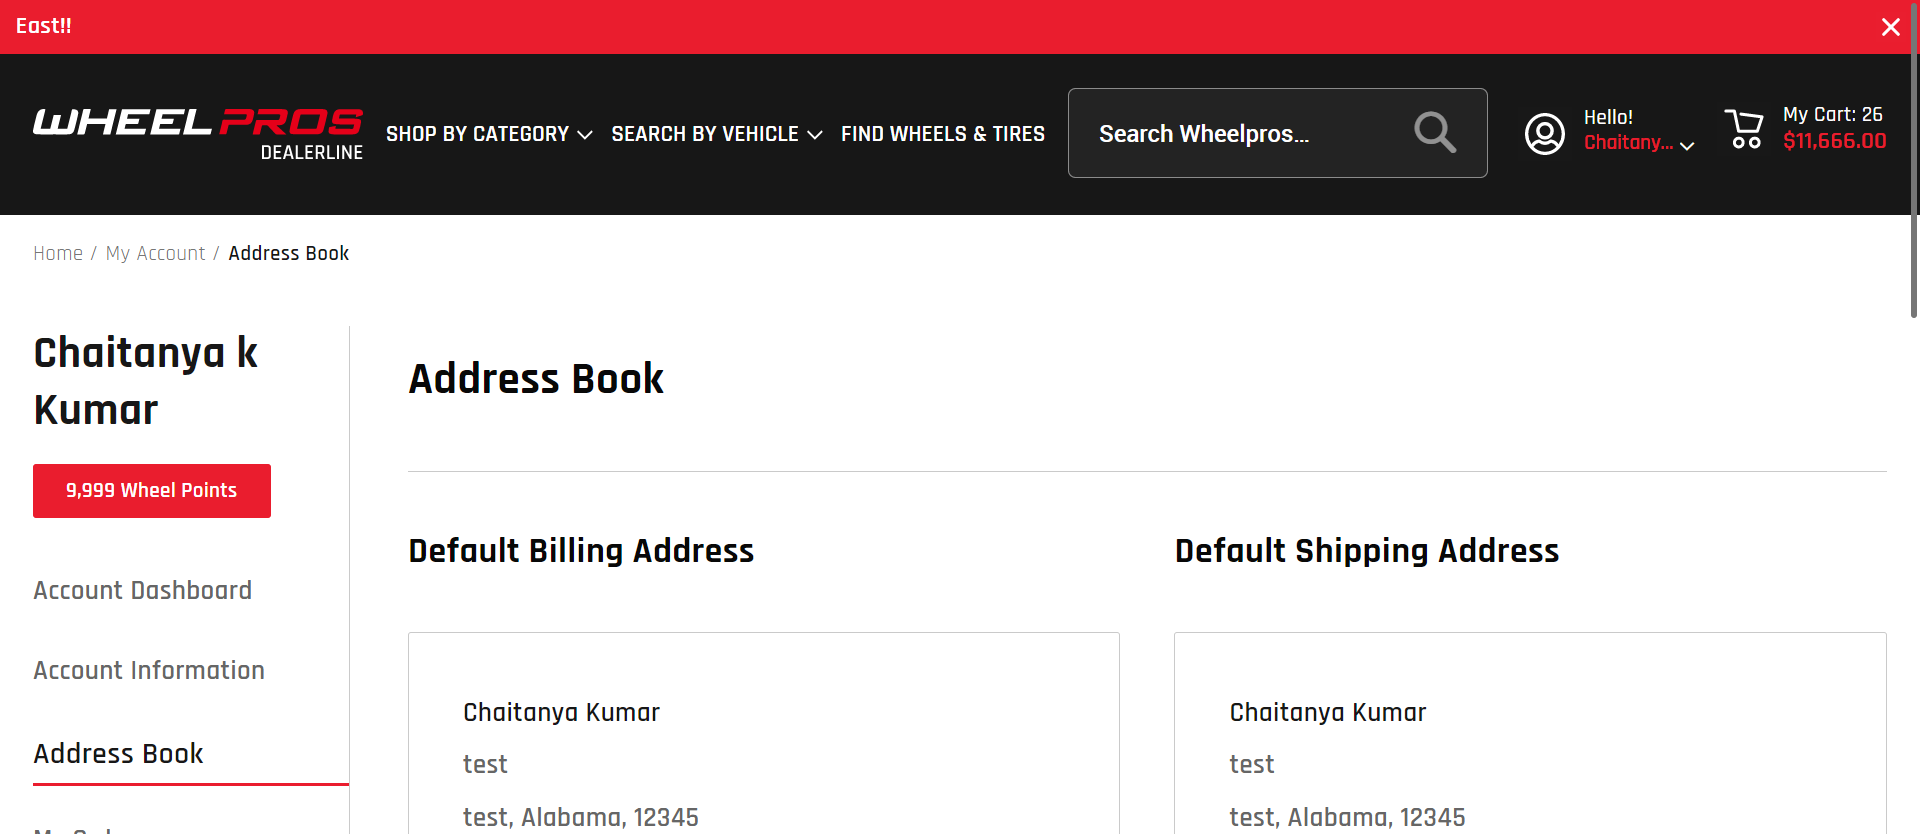 East!!
WHEEL PROS
DEALERLINE
SHOP BY CATEGORY SEARCH BY VEHICLE FIND WHEELS & TIRES
Search Wheelpros...
Hello!
Chaitany...
My Cart: 26
$11,666.00
Home / My Account / Address Book
Chaitanya k
Kumar
9,999 Wheel Points
Account Dashboard
Account Information
Address Book
Address Book
Default Billing Address
Chaitanya Kumar
test
test, Alabama, 12345
Default Shipping Address
Chaitanya Kumar
test
test, Alabama, 12345